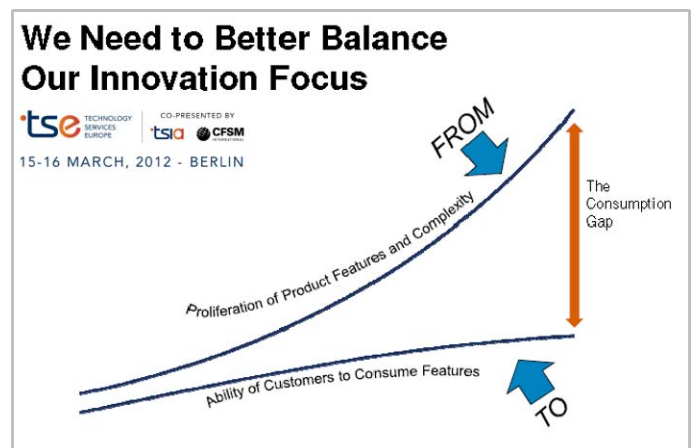 We Need to Better Balance
Our Innovation Focus
tse TECHNOLOGY
SERVICES
EUROPE
CO-PRESENTED BY
tsia CFSM
INTERNATIONAL
15-16 MARCH, 2012 - BERLIN
FROM
The
Consumption
Gap
Proliferation of Product Features and Complexity
Ability of Customers to Consume Features
TO